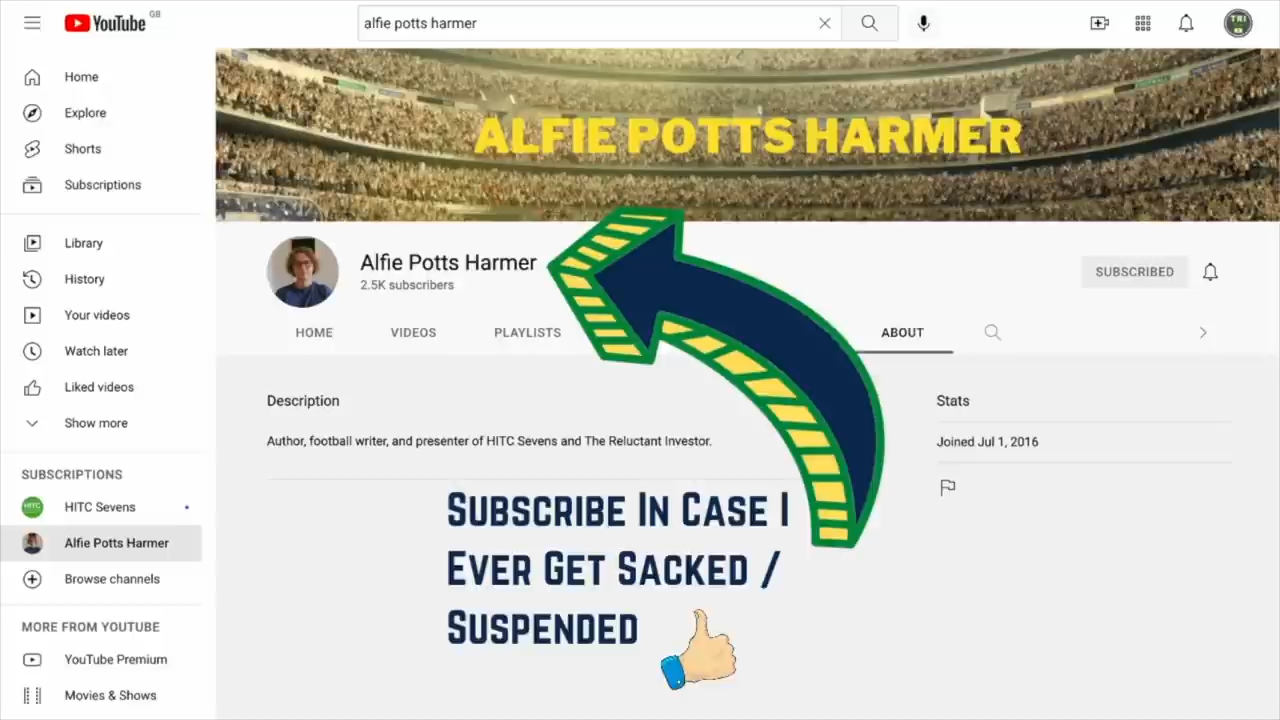 YouTube GB
alfie potts harmer
TRI
Home
Explore
Shorts
Subscriptions
Library
History
Your videos
Watch later
Liked videos
Show more
SUBSCRIPTIONS
HITC HITC Sevens
Alfie Potts Harmer
Browse channels
MORE FROM YOUTUBE
YouTube Premium
Movies & Shows
ALFIE POTTS HARMER
Alfie Potts Harmer
2.5K subscribers
SUBSCRIBED
HOME VIDEOS PLAYLISTS ABOUT
Description
Author, football writer, and presenter of HITC Sevens and The Reluctant Investor.
Stats
Joined Jul 1, 2016
SUBSCRIBE IN CASE I
EVER GET SACKED /
SUSPENDED